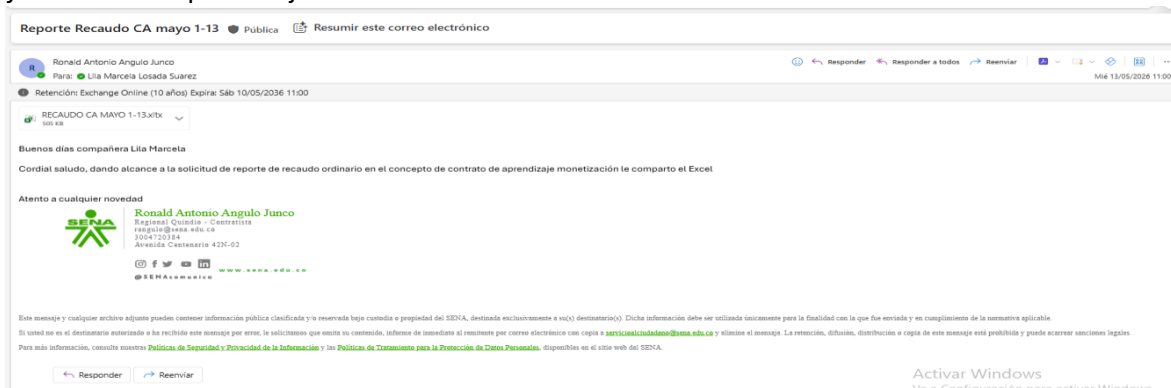 Reporte Recaudo CA mayo 1-13 Pública Resumir este correo electrónico
R
Ronald Antonio Angulo Junco
Para: Lila Marcela Losada Suarez
Responder Responder a todos Reenviar
Mié 13/05/2026 11:00
Retención: Exchange Online (10 años) Expira: Sáb 10/05/2036 11:00
RECAUDO CA MAYO 1-13.xltx
505 KB
Buenos días compañera Lila Marcela
Cordial saludo, dando alcance a la solicitud de reporte de recaudo ordinario en el concepto de contrato de aprendizaje monetización le comparto el Excel
Atento a cualquier novedad
SENA
Ronald Antonio Angulo Junco
Regional Quindío - Contratista
rangulo@sena.edu.co
3004720384
Avenida Centenario 42N-02
@SENAcomunica
www.sena.edu.co
Este mensaje y cualquier archivo adjunto pueden contener información pública clasificada y/o reservada bajo custodia o propiedad del SENA, destinada exclusivamente a su(s) destinatario(s). Dicha información debe ser utilizada únicamente para la finalidad con la que fue enviada y en cumplimiento de la normativa aplicable.
Si usted no es el destinatario autorizado o ha recibido este mensaje por error, le solicitamos que omita su contenido, informe de inmediato al remitente por correo electrónico con copia a servicioalciudadano@sena.edu.co y elimine el mensaje. La retención, difusión, distribución o copia de este mensaje está prohibida y puede acarrear sanciones legales.
Para más información, consulte nuestras Políticas de Seguridad y Privacidad de la Información y las Políticas de Tratamiento para la Protección de Datos Personales, disponibles en el sitio web del SENA.
Responder Reenviar
Activar Windows